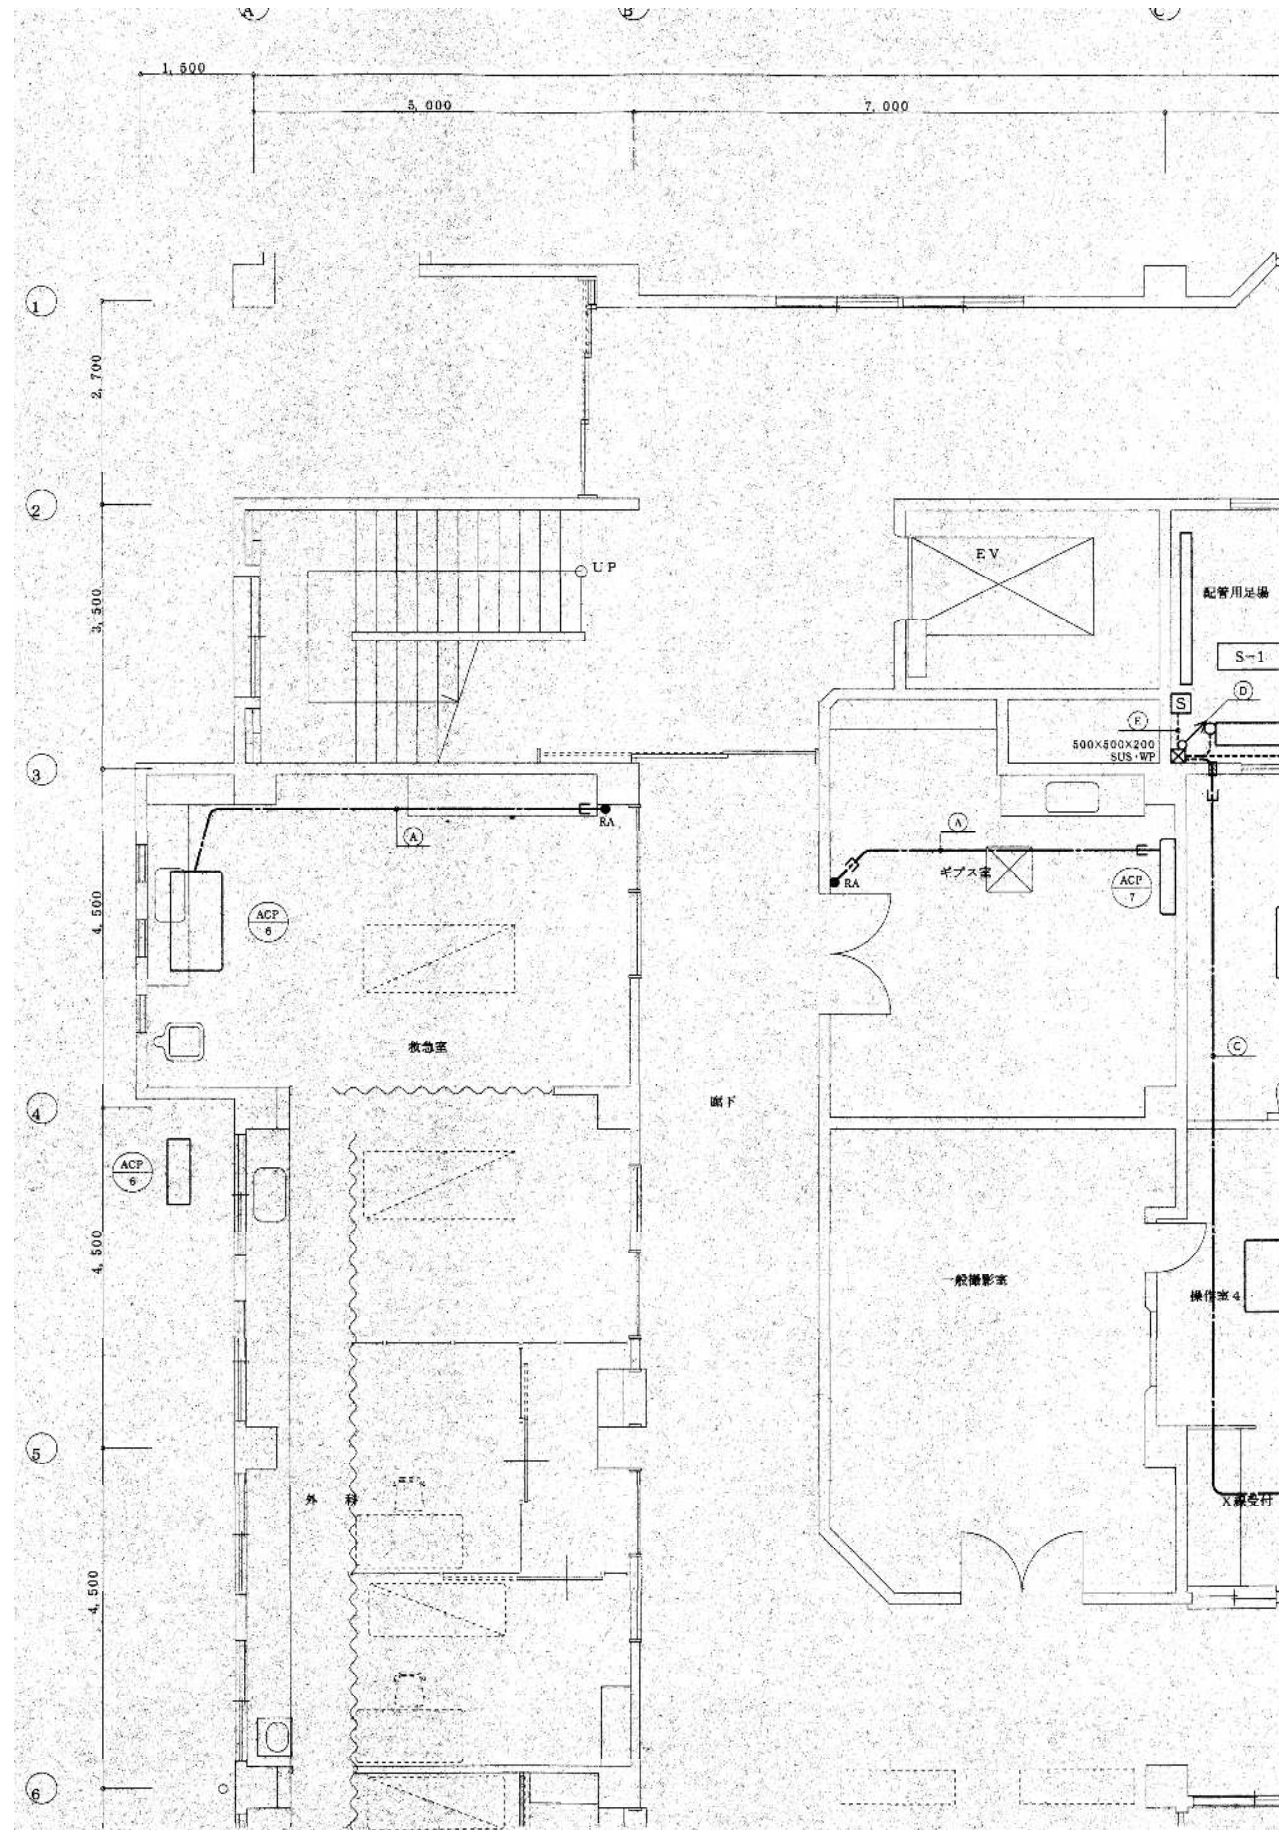 A
B
C
1,500
5,000
7,000
1
2,700
2
UP
EV
3,500
配管用足場
S-1
S
D
E
500×500×200
SUS・WP
3
RA
A
A
ギプス室
RA
ACP
7
4,500
ACP
6
C
救急室
廊下
4
ACP
6
4,500
一般撮影室
操作室4
5
外科
X線受付
4,500
6